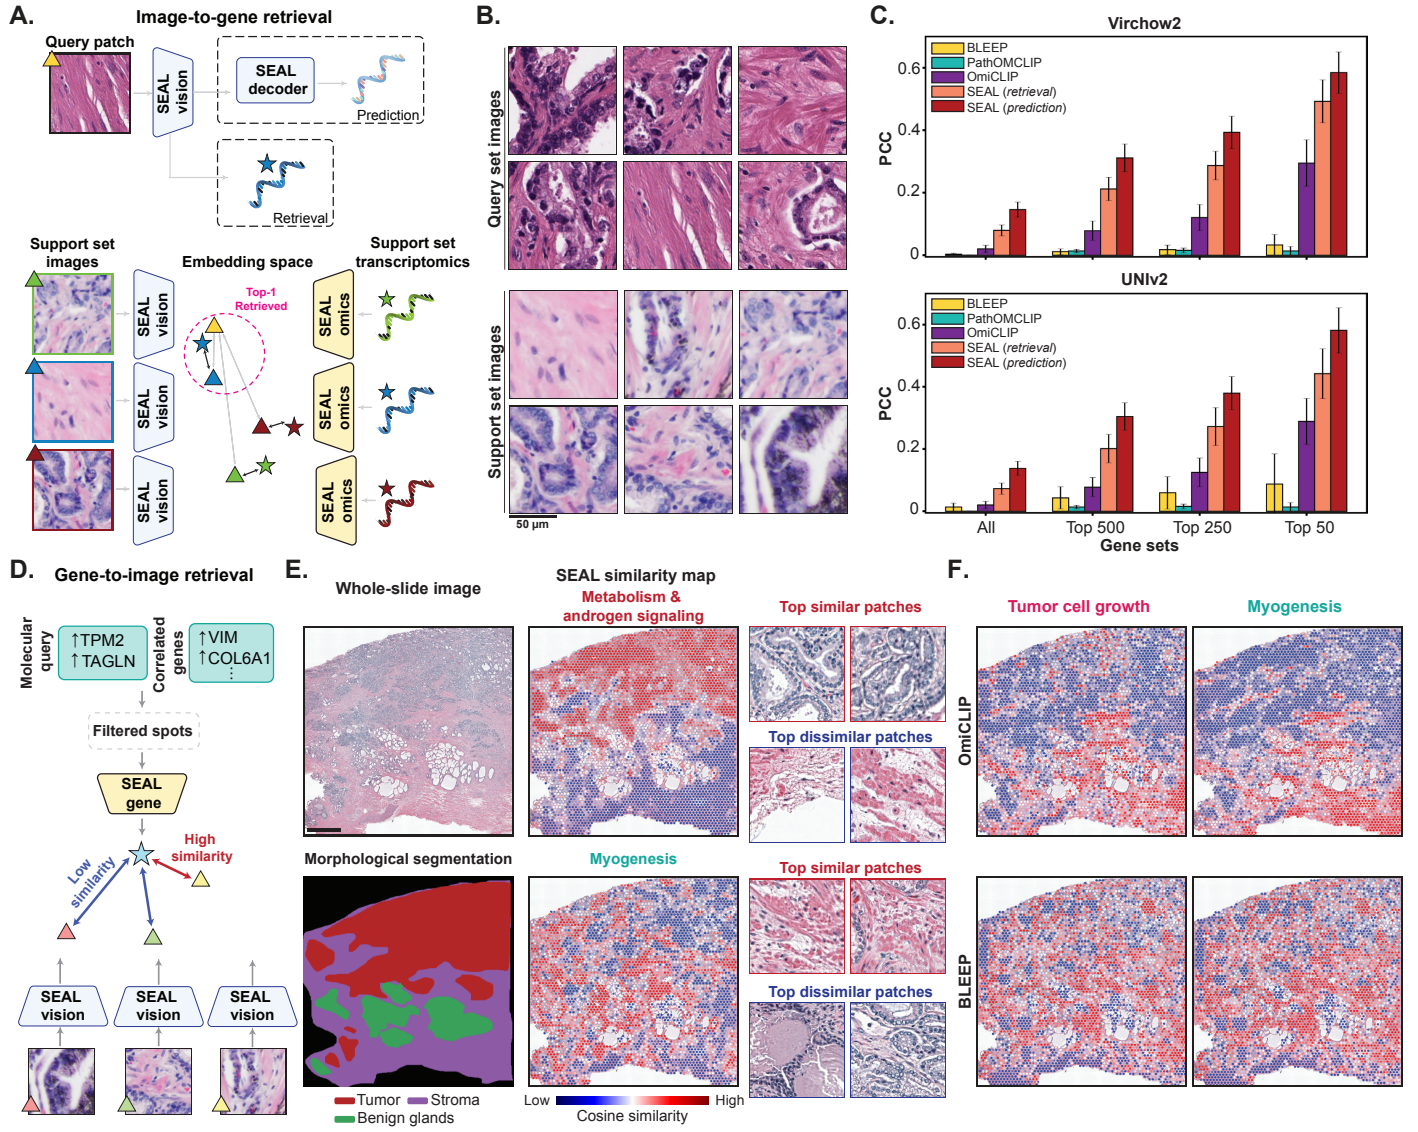 A.
Image-to-gene retrieval
Query patch
SEAL
vision
SEAL
decoder
Prediction
Retrieval
Support set
images
Embedding space
Support set
transcriptomics
Top-1
Retrieved
SEAL
vision
SEAL
omics
SEAL
vision
SEAL
omics
SEAL
vision
SEAL
omics
B.
Query set images
Support set images
50 µm
C.
Virchow2
BLEEP
PathOMCLIP
OmiCLIP
SEAL (retrieval)
SEAL (prediction)
PCC
0.6
0.4
0.2
0
UNIv2
BLEEP
PathOMCLIP
OmiCLIP
SEAL (retrieval)
SEAL (prediction)
PCC
0.6
0.4
0.2
0
All
Top 500
Top 250
Top 50
Gene sets
D.
Gene-to-image retrieval
Molecular
query
↑TPM2
↑TAGLN
Correlated
genes
↑VIM
↑COL6A1
⋮
Filtered spots
SEAL
gene
Low
similarity
High
similarity
SEAL
vision
SEAL
vision
SEAL
vision
E.
Whole-slide image
SEAL similarity map
Metabolism &
androgen signaling
Top similar patches
Top dissimilar patches
Morphological segmentation
Myogenesis
Top similar patches
Top dissimilar patches
Tumor
Stroma
Benign glands
Low
High
Cosine similarity
F.
Tumor cell growth
Myogenesis
OmiCLIP
BLEEP